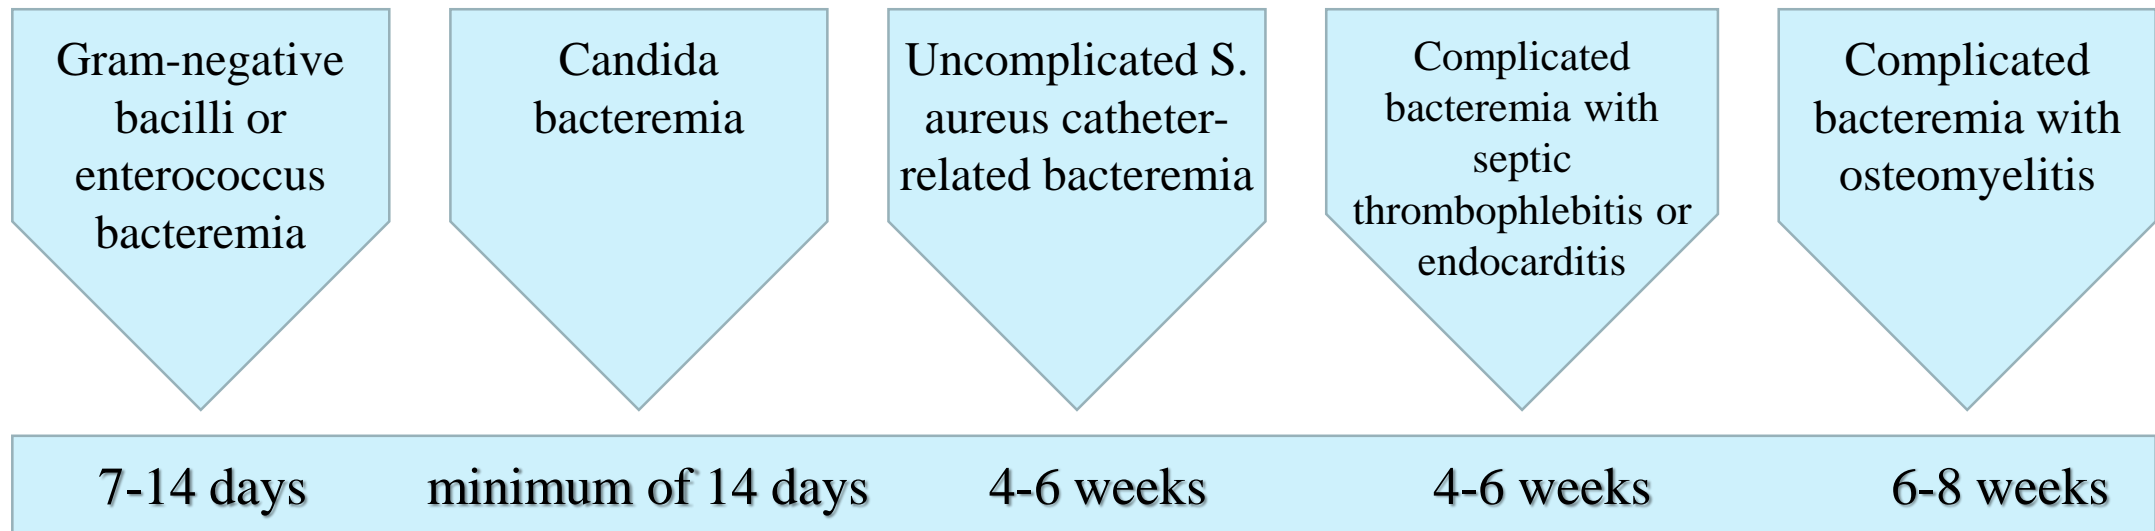 Gram-negative
bacilli or
enterococcus
bacteremia
Candida
bacteremia
Uncomplicated S.
aureus catheter-
related bacteremia
Complicated
bacteremia with
septic
thrombophlebitis or
endocarditis
Complicated
bacteremia with
osteomyelitis
7-14 days
minimum of 14 days
4-6 weeks
4-6 weeks
6-8 weeks